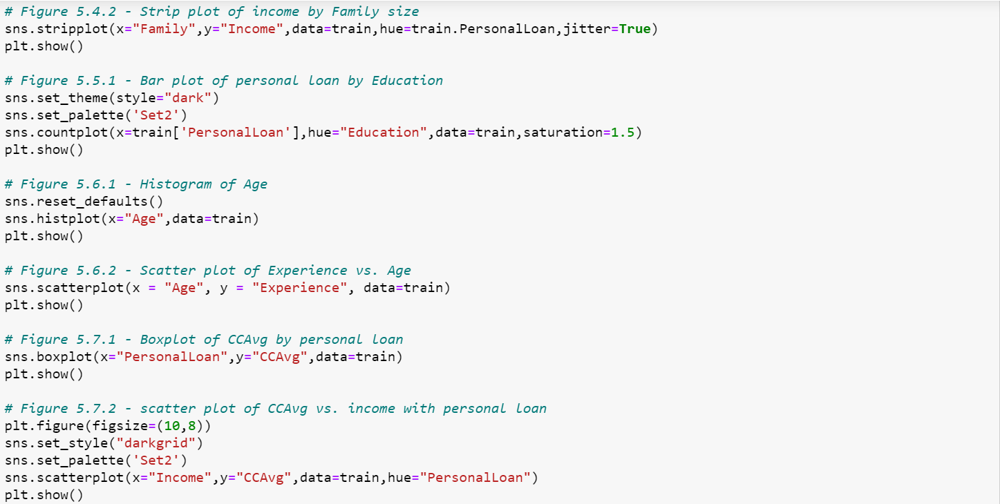 # Figure 5.4.2 - Strip plot of income by Family size
sns.stripplot(x="Family",y="Income",data=train,hue=train.PersonalLoan,jitter=True)
plt.show()

# Figure 5.5.1 - Bar plot of personal loan by Education
sns.set_theme(style="dark")
sns.set_palette('Set2')
sns.countplot(x=train['PersonalLoan'],hue="Education",data=train,saturation=1.5)
plt.show()

# Figure 5.6.1 - Histogram of Age
sns.reset_defaults()
sns.histplot(x="Age",data=train)
plt.show()

# Figure 5.6.2 - Scatter plot of Experience vs. Age
sns.scatterplot(x = "Age", y = "Experience", data=train)
plt.show()

# Figure 5.7.1 - Boxplot of CCAvg by personal loan
sns.boxplot(x="PersonalLoan",y="CCAvg",data=train)
plt.show()

# Figure 5.7.2 - scatter plot of CCAvg vs. income with personal loan
plt.figure(figsize=(10,8))
sns.set_style("darkgrid")
sns.set_palette('Set2')
sns.scatterplot(x="Income",y="CCAvg",data=train,hue="PersonalLoan")
plt.show()